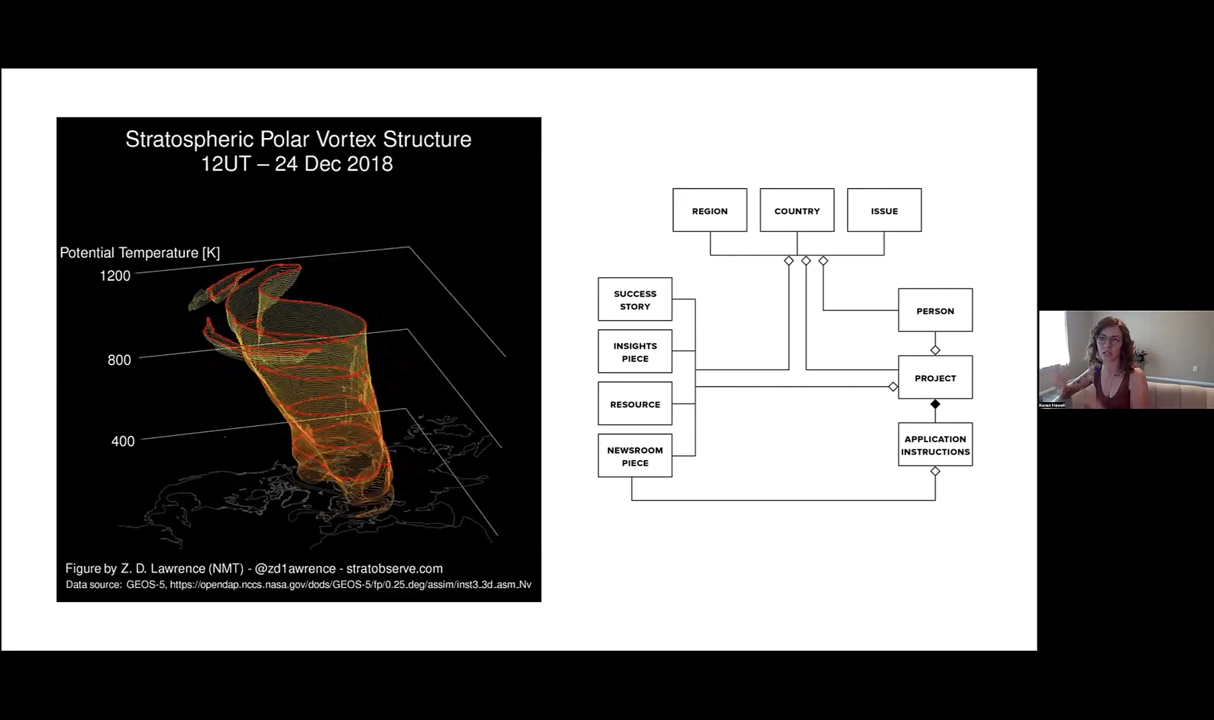 Stratospheric Polar Vortex Structure
12UT – 24 Dec 2018
Potential Temperature [K]
1200
800
400
Figure by Z. D. Lawrence (NMT) - @zd1awrence - stratobserve.com
Data source: GEOS-5, https://opendap.nccs.nasa.gov/dods/GEOS-5/fp/0.25_deg/assim/inst3_3d_asm_Nv
REGION
COUNTRY
ISSUE
SUCCESS
STORY
INSIGHTS
PIECE
RESOURCE
NEWSROOM
PIECE
PERSON
PROJECT
APPLICATION
INSTRUCTIONS